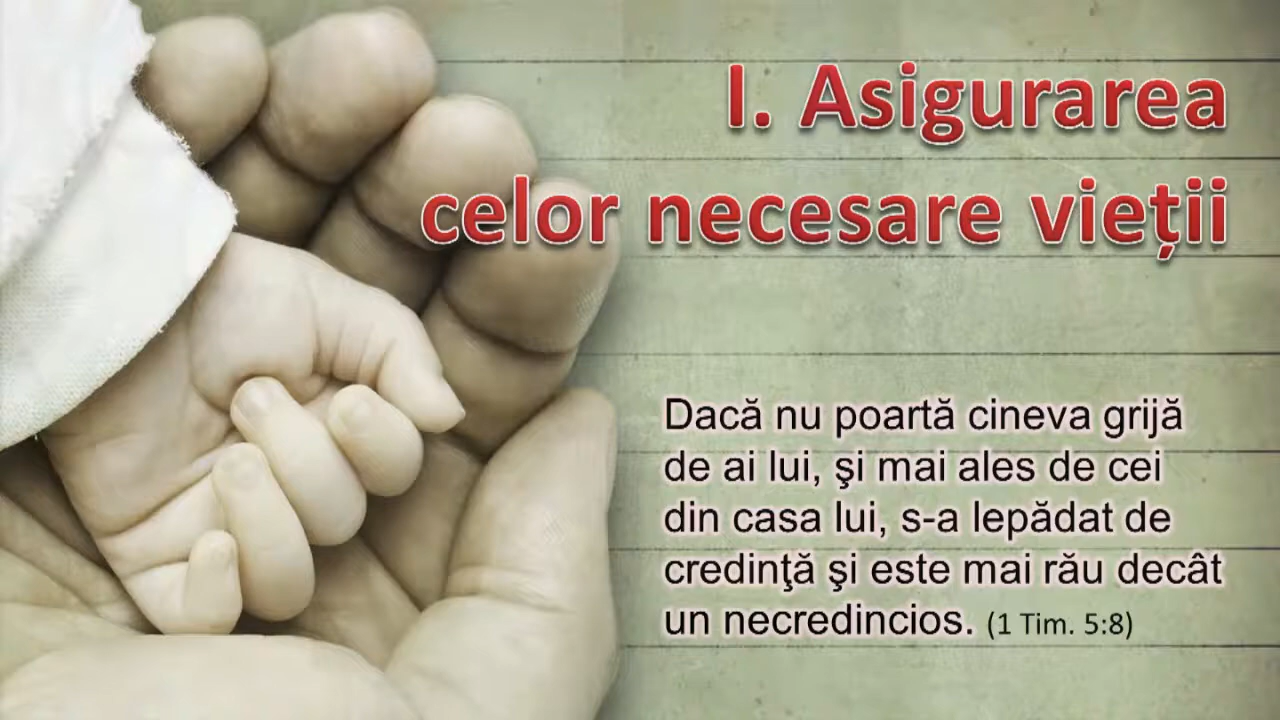 I. Asigurarea
celor necesare vieții
Dacă nu poartă cineva grijă
de ai lui, şi mai ales de cei
din casa lui, s-a lepădat de
credinţă şi este mai rău decât
un necredincios. (1 Tim. 5:8)